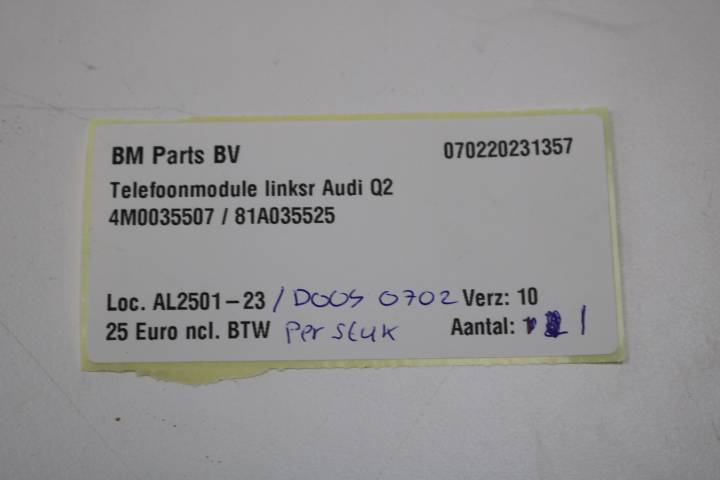 BM Parts BV 070220231357
Telefoonmodule linksr Audi Q2
4M0035507 / 81A035525
Loc. AL2501-23 / DOOS 0702 Verz: 10
25 Euro ncl. BTW Per stuk Aantal: 1